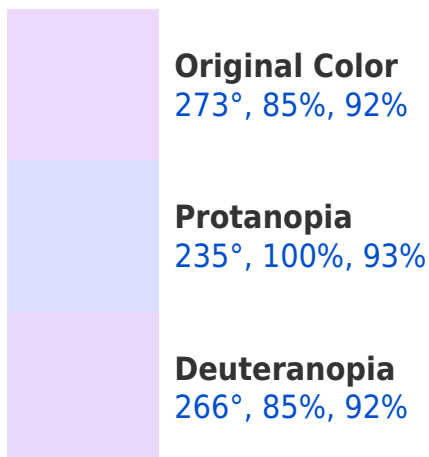 Original Color
273°, 85%, 92%
Protanopia
235°, 100%, 93%
Deuteranopia
266°, 85%, 92%